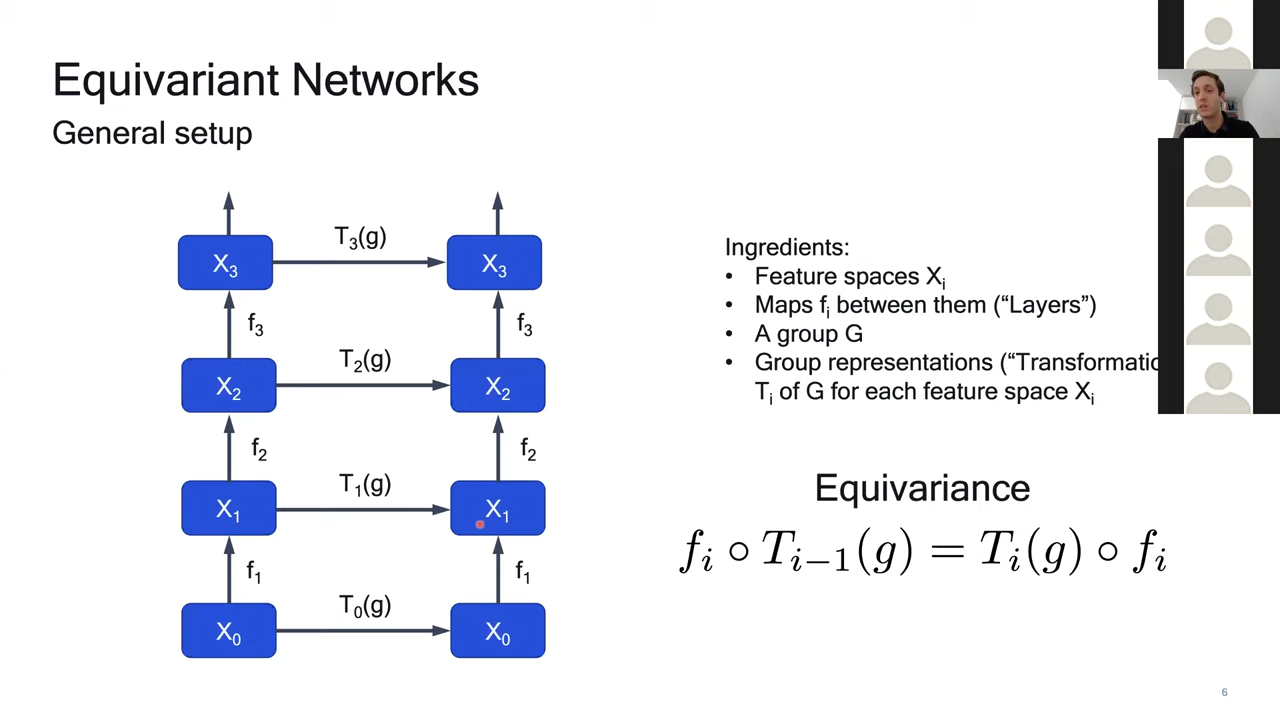 Equivariant Networks
General setup
T₃(g)
X₃ X₃
f₃ f₃
T₂(g)
X₂ X₂
f₂ f₂
T₁(g)
X₁ X₁
f₁ f₁
T₀(g)
X₀ X₀
Ingredients:
• Feature spaces Xᵢ
• Maps fᵢ between them (“Layers”)
• A group G
• Group representations (“Transformatio
Tᵢ of G for each feature space Xᵢ
Equivariance
fᵢ ∘ Tᵢ₋₁(g) = Tᵢ(g) ∘ fᵢ
6